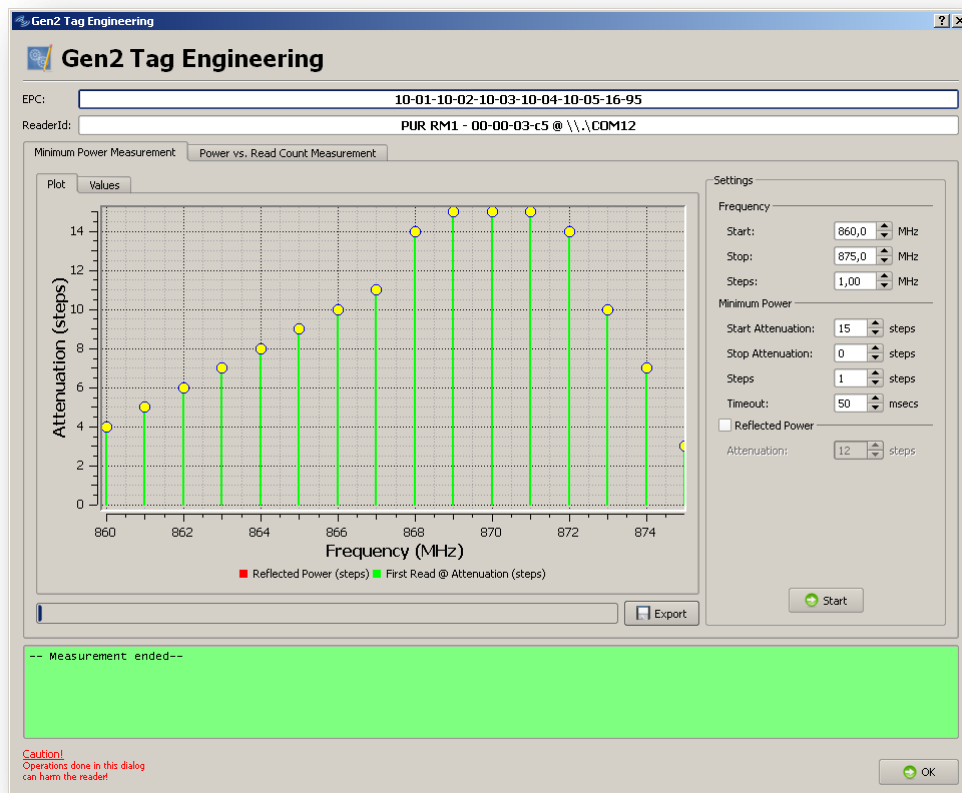 Gen2 Tag Engineering
Gen2 Tag Engineering
EPC: 10-01-10-02-10-03-10-04-10-05-16-95
ReaderId: PUR RM1 - 00-00-03-c5 @ \\.\COM12
Minimum Power Measurement Power vs. Read Count Measurement
Plot Values
Attenuation (steps)
14
12
10
8
6
4
2
0
860 862 864 866 868 870 872 874
Frequency (MHz)
Reflected Power (steps) First Read @ Attenuation (steps)
Export
Settings
Frequency
Start: 860,0 MHz
Stop: 875,0 MHz
Steps: 1,00 MHz
Minimum Power
Start Attenuation: 15 steps
Stop Attenuation: 0 steps
Steps 1 steps
Timeout: 50 msecs
Reflected Power
Attenuation: 12 steps
Start
-- Measurement ended--
Caution!
Operations done in this dialog
can harm the reader!
OK